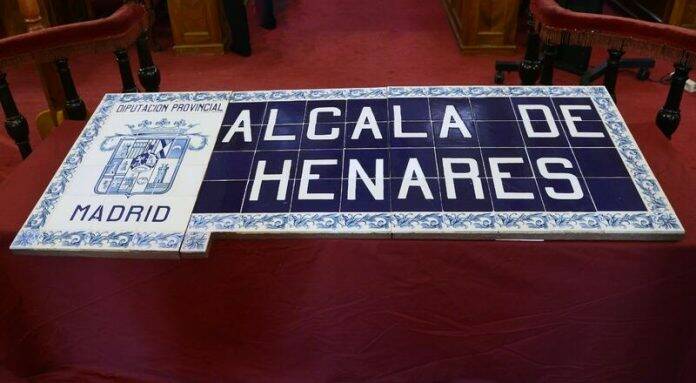 DIPUTACION PROVINCIAL
MADRID
ALCALA DE
HENARES